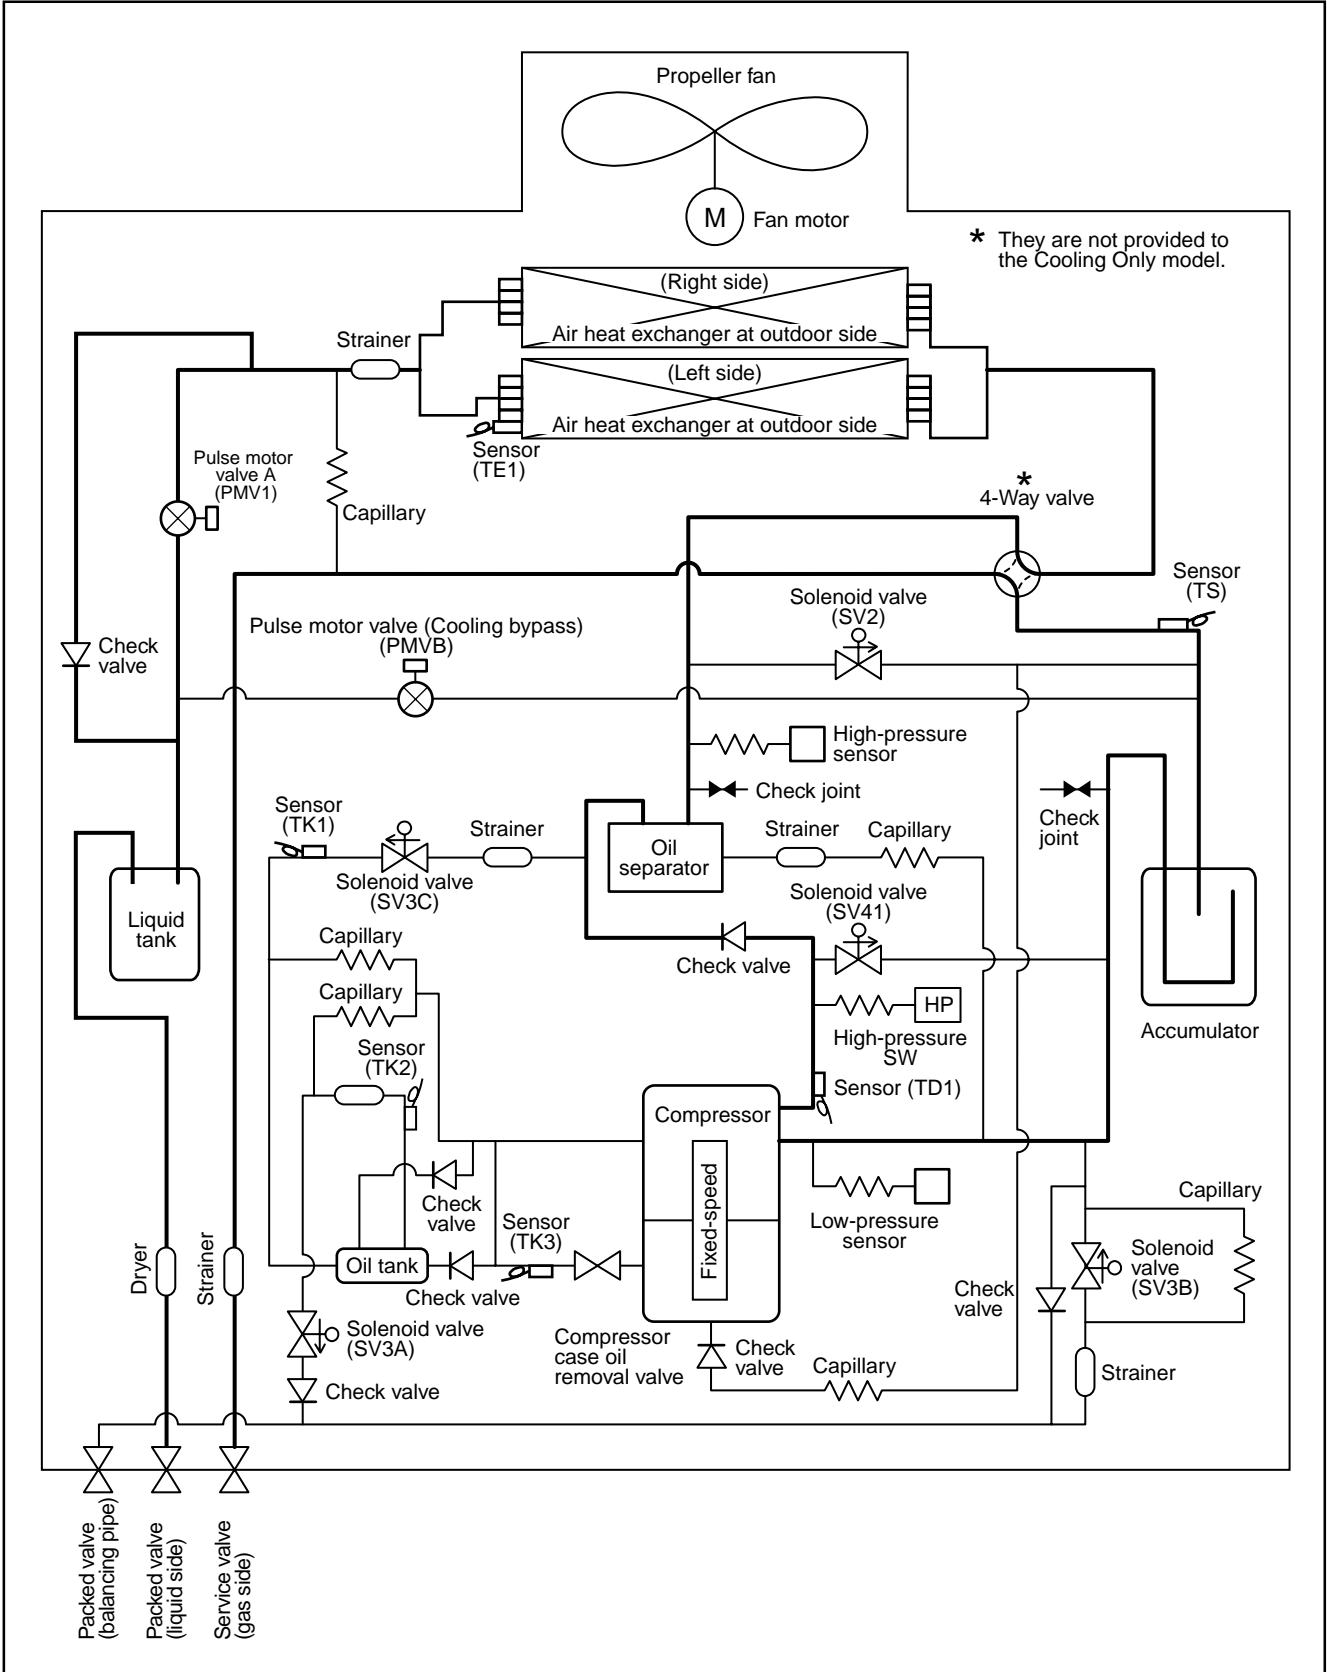 Propeller fan
M
Fan motor
* They are not provided to
the Cooling Only model.
(Right side)
Air heat exchanger at outdoor side
Strainer
(Left side)
Air heat exchanger at outdoor side
Sensor
(TE1)
Pulse motor
valve A
(PMV1)
Capillary
*
4-Way valve
Sensor
(TS)
Solenoid valve
(SV2)
Pulse motor valve (Cooling bypass)
(PMVB)
Check
valve
High-pressure
sensor
Check joint
Check
joint
Sensor
(TK1)
Strainer
Strainer
Capillary
Oil
separator
Solenoid valve
(SV3C)
Solenoid valve
(SV41)
Liquid
tank
Capillary
Check valve
Capillary
HP
High-pressure
SW
Accumulator
Sensor
(TK2)
Sensor (TD1)
Compressor
Fixed-speed
Check
valve
Capillary
Low-pressure
sensor
Sensor
(TK3)
Dryer
Strainer
Oil tank
Check valve
Solenoid
valve
(SV3B)
Check
valve
Solenoid valve
(SV3A)
Compressor
case oil
removal valve
Check
valve
Capillary
Strainer
Check valve
Packed valve
(balancing pipe)
Packed valve
(liquid side)
Service valve
(gas side)